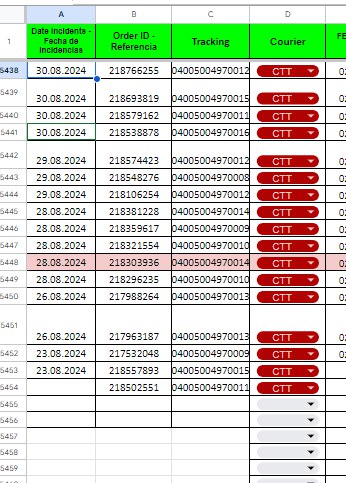 A B C D
1 Date Incidents - Order ID - Tracking Courier FE
Fecha de Referencia
Incidencias
5438 30.08.2024 218766255 04005004970012 CTT 0
5439 30.08.2024 218693819 04005004970015 CTT 0
5440 30.08.2024 218579162 04005004970011 CTT 0
5441 30.08.2024 218538878 04005004970016 CTT 0
5442 29.08.2024 218574423 04005004970012 CTT 0
5443 29.08.2024 218548276 04005004970008 CTT 0
5444 29.08.2024 218106254 04005004970012 CTT 0
5445 28.08.2024 218381228 04005004970014 CTT 0
5446 28.08.2024 218359617 04005004970009 CTT 0
5447 28.08.2024 218321554 04005004970010 CTT 0
5448 28.08.2024 218303936 04005004970014 CTT 0
5449 28.08.2024 218296235 04005004970010 CTT 0
5450 26.08.2024 217988264 04005004970013 CTT 0
5451 26.08.2024 217963187 04005004970013 CTT 0
5452 23.08.2024 217532048 04005004970009 CTT 0
5453 23.08.2024 218557893 04005004970015 CTT
5454 218502551 04005004970011 CTT
5455
5456
5457
5458
5459